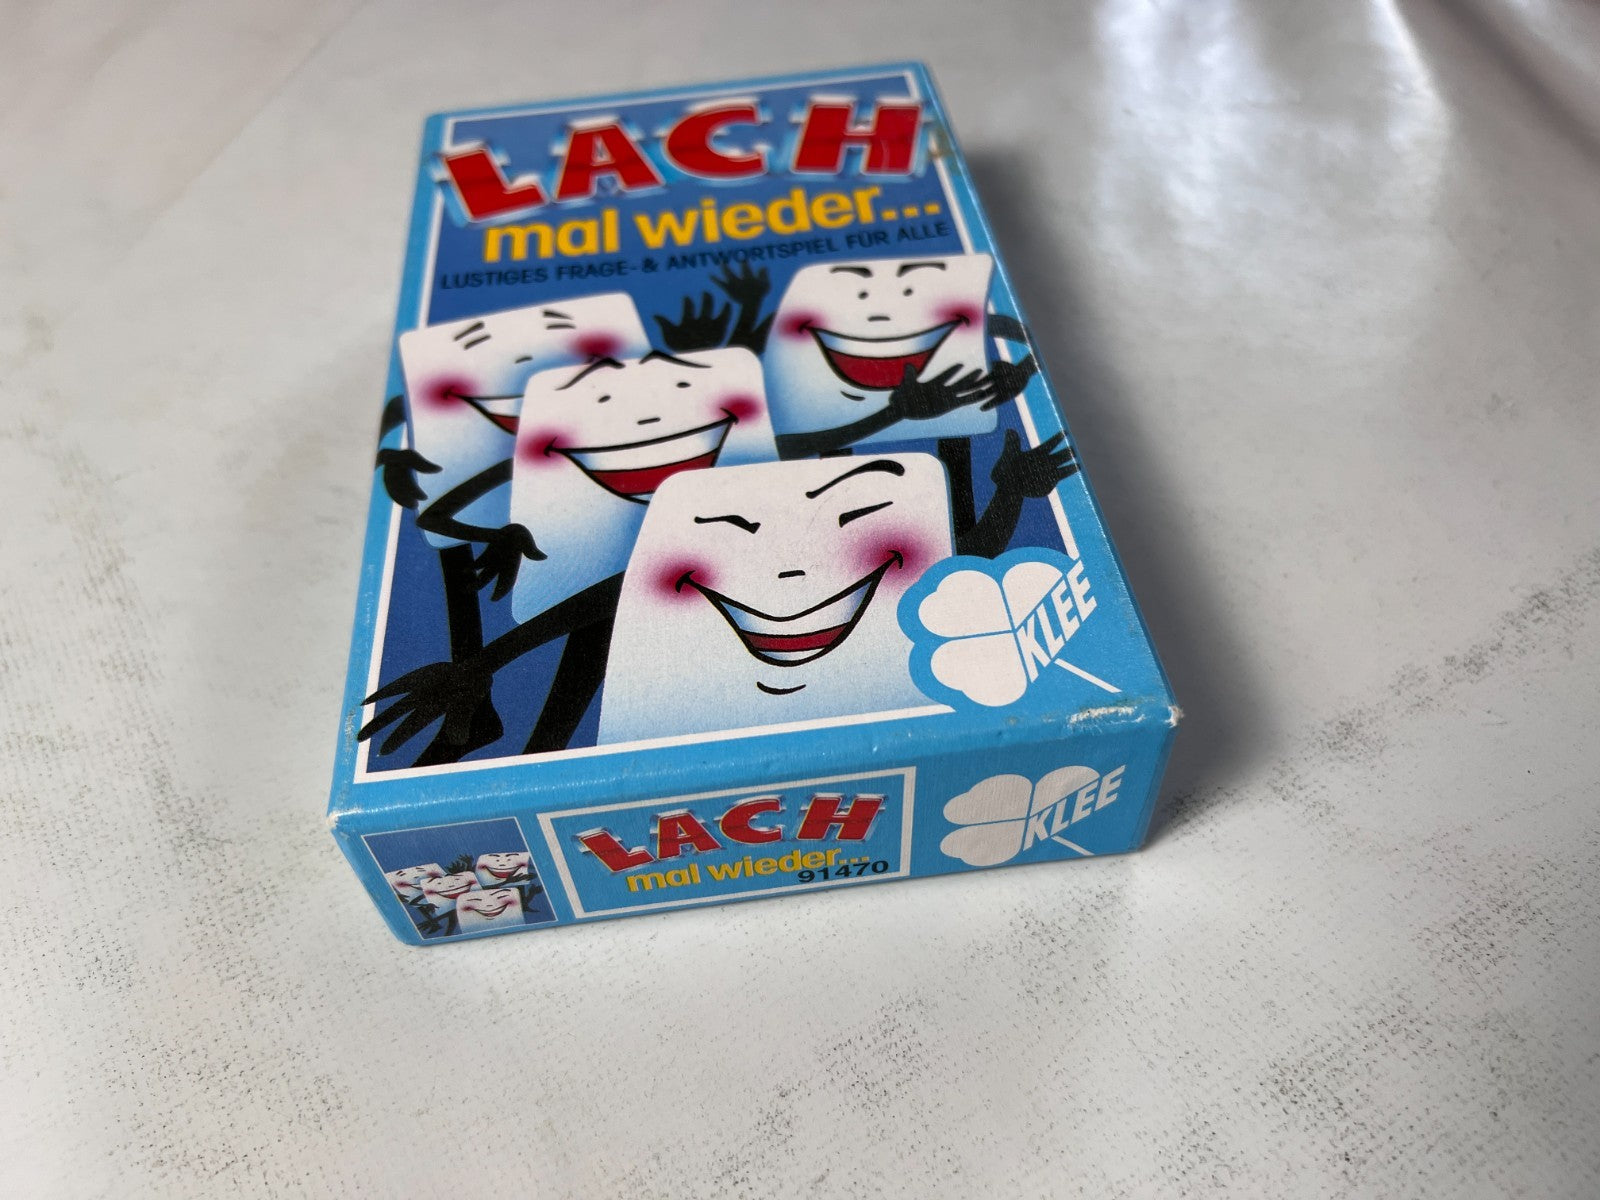 LACH
mal wieder...
LUSTIGES FRAGE- & ANTWORTSPIEL FÜR ALLE
KLEE
LACH
mal wieder...
91470
KLEE